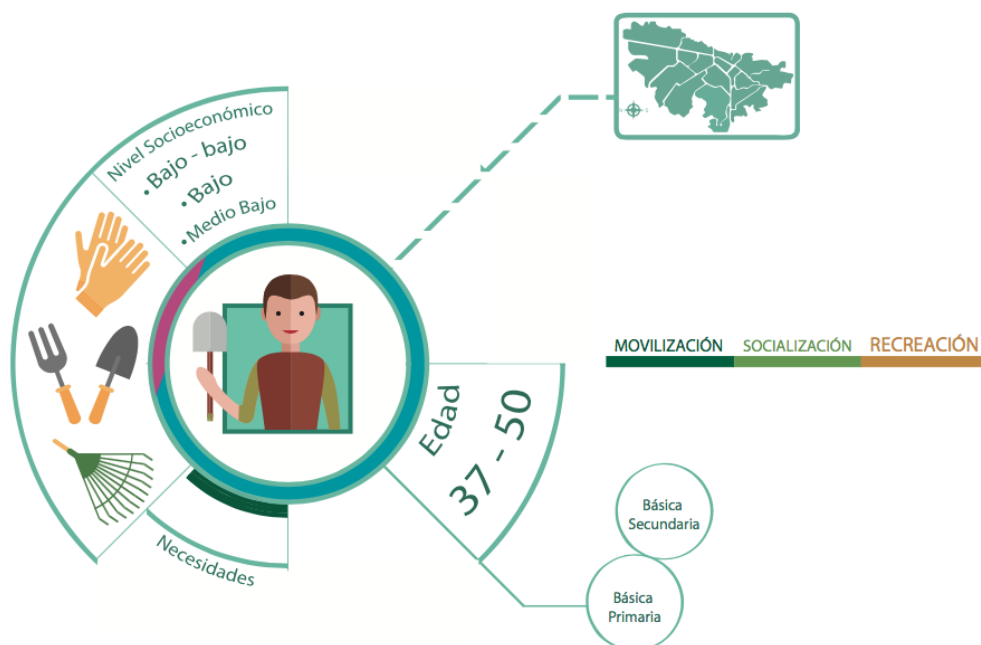 Nivel Socioeconómico
•Bajo - bajo
•Bajo
•Medio Bajo
MOVILIZACIÓN SOCIALIZACIÓN RECREACIÓN
Edad
37 - 50
Necesidades
Básica
Secundaria
Básica
Primaria